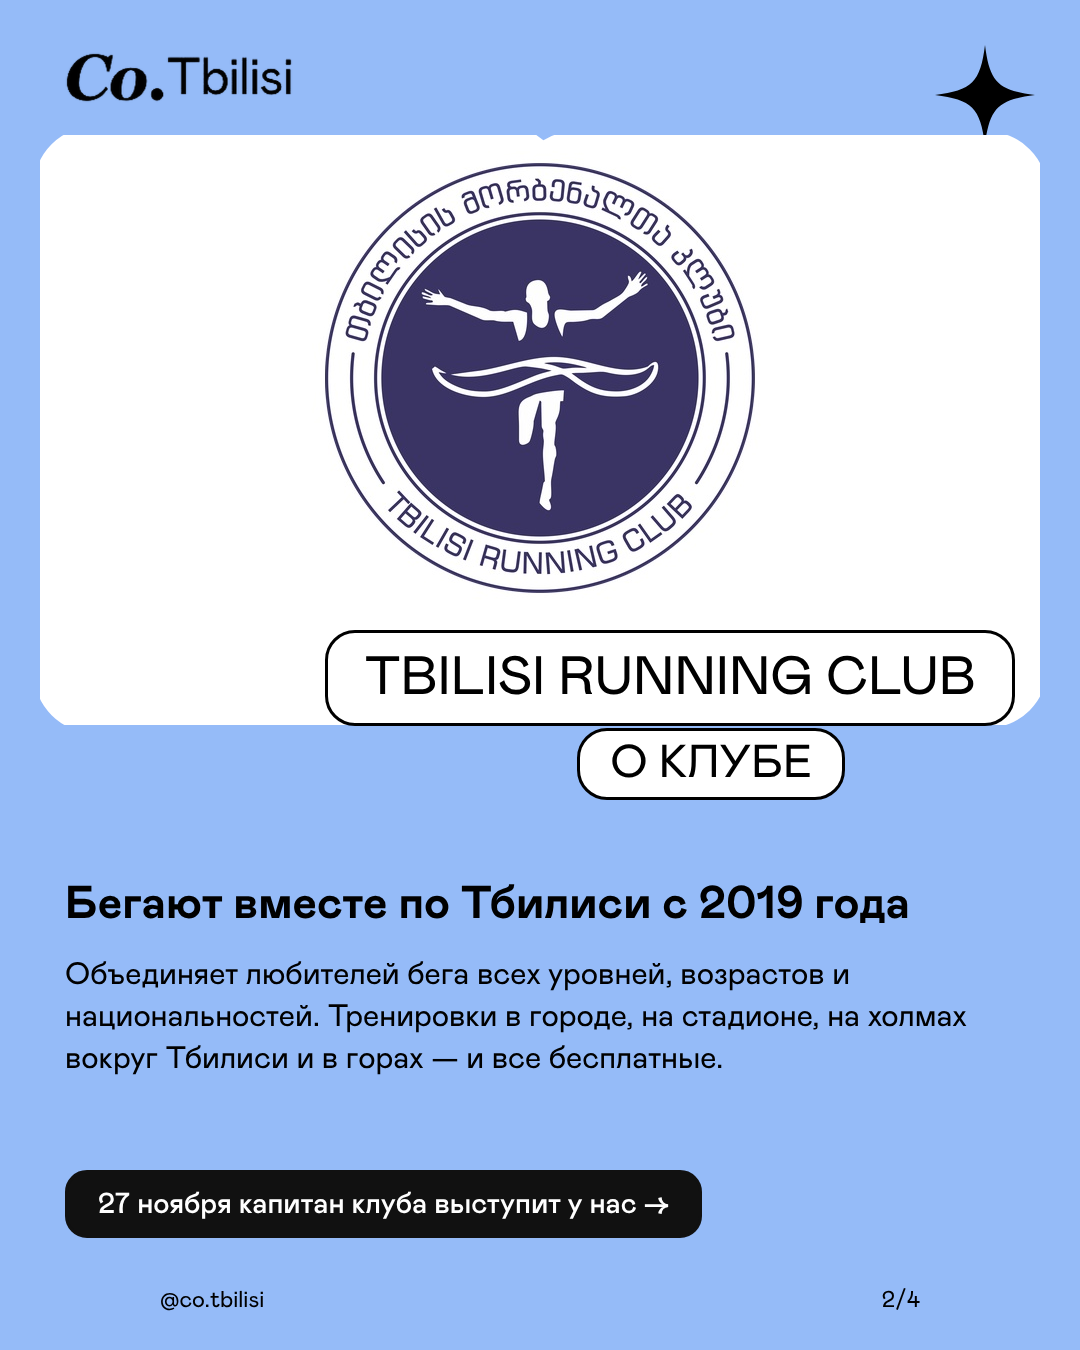 Co.Tbilisi
თბილისის მორბენალთა კლუბი
TBILISI RUNNING CLUB
TBILISI RUNNING CLUB
О КЛУБЕ
Бегают вместе по Тбилиси с 2019 года
Объединяет любителей бега всех уровней, возрастов и
национальностей. Тренировки в городе, на стадионе, на холмах
вокруг Тбилиси и в горах — и все бесплатные.
27 ноября капитан клуба выступит у нас →
@co.tbilisi
2/4